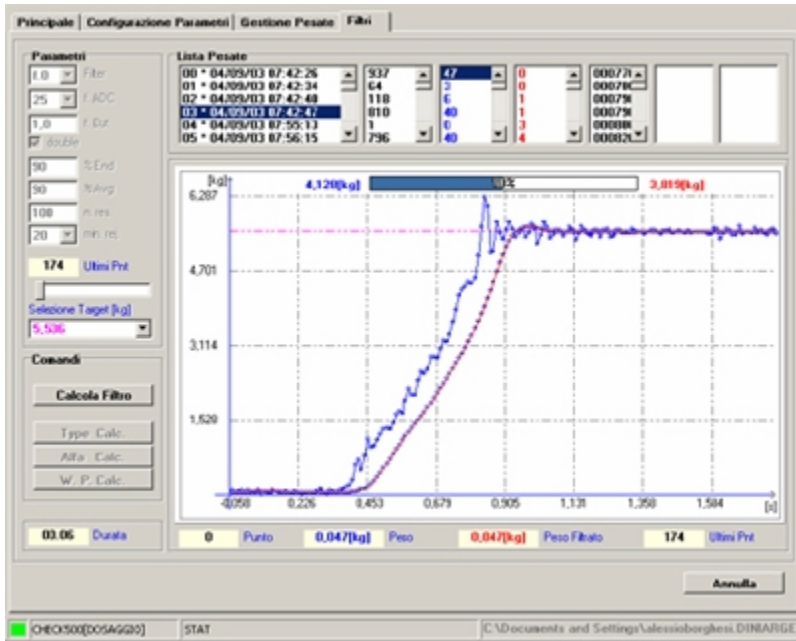 Principale | Configurazione Parametri | Gestione Pesate | Filtri
Parametri
Filter
25 f. ADC
1,0 f. Out
double
90 % End
90 % Avg
100 n. res.
20 min. rej.
174 Ultimi Pnt
Selezione Target [kg]
5,536
Comandi
Calcola Filtro
Type Calc.
Alfa Calc.
W. P. Calc.
00.06 Durata
Lista Pesate
00 * 04/09/03 07:42:26 937 47 0
01 * 04/09/03 07:42:34 64 3 0
02 * 04/09/03 07:42:40 118 6 1
03 * 04/09/03 07:42:47 810 40 1
04 * 04/09/03 07:55:13 1 0 3
05 * 04/09/03 07:56:15 796 40 4
[kg]
4,120[kg] % 3,019[kg]
6,287
4,701
3,114
1,528
-0,058 0,226 0,453 0,679 0,905 1,131 1,358 1,584 [s]
0 Punto 0,047[kg] Peso 0,047[kg] Peso Filtrato 174 Ultimi Pnt
Annulla
CHECK500[DOSAGGIO] STAT C:\Documents and Settings\alessioborghesi.DINIARGE